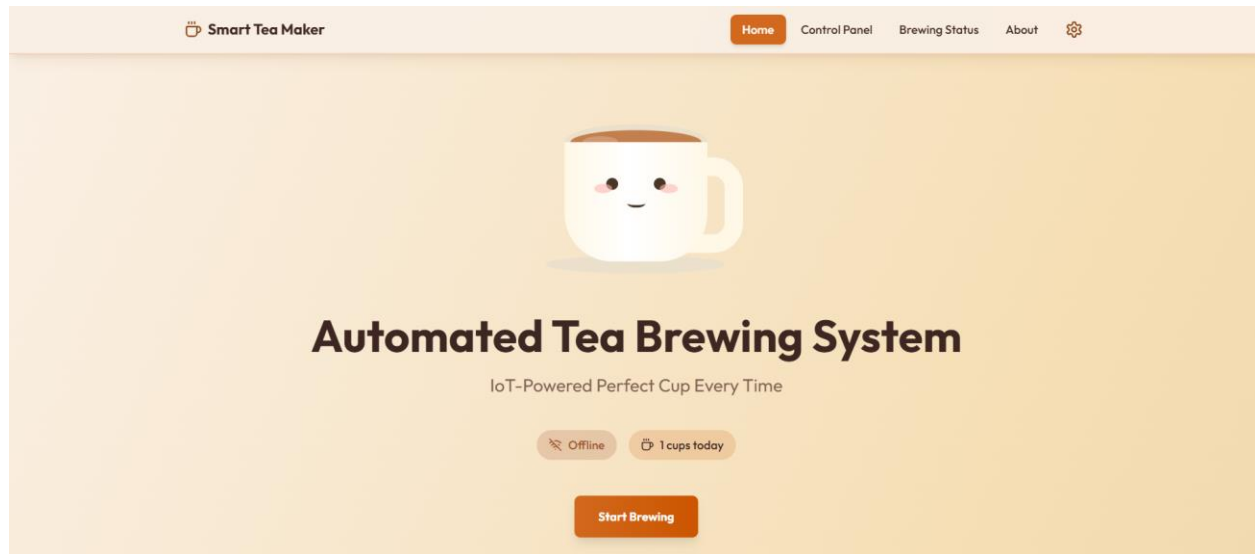 Smart Tea Maker Home Control Panel Brewing Status About
Automated Tea Brewing System
IoT-Powered Perfect Cup Every Time
Offline 1 cups today
Start Brewing